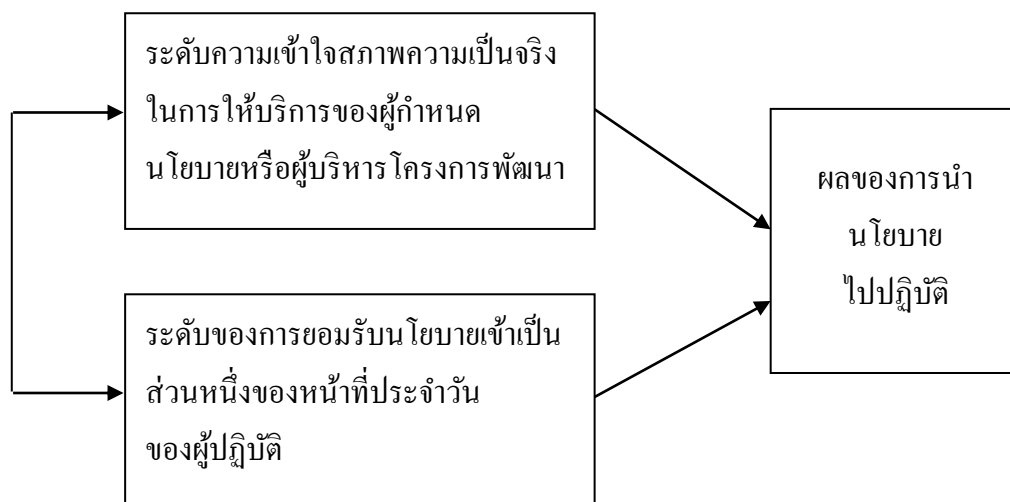 ระดับความเข้าใจสภาพความเป็นจริง
ในการให้บริการของผู้กำหนด
นโยบายหรือผู้บริหารโครงการพัฒนา
ผลของการนำ
นโยบาย
ไปปฏิบัติ
ระดับของการยอมรับนโยบายเข้าเป็น
ส่วนหนึ่งของหน้าที่ประจำวัน
ของผู้ปฏิบัติ